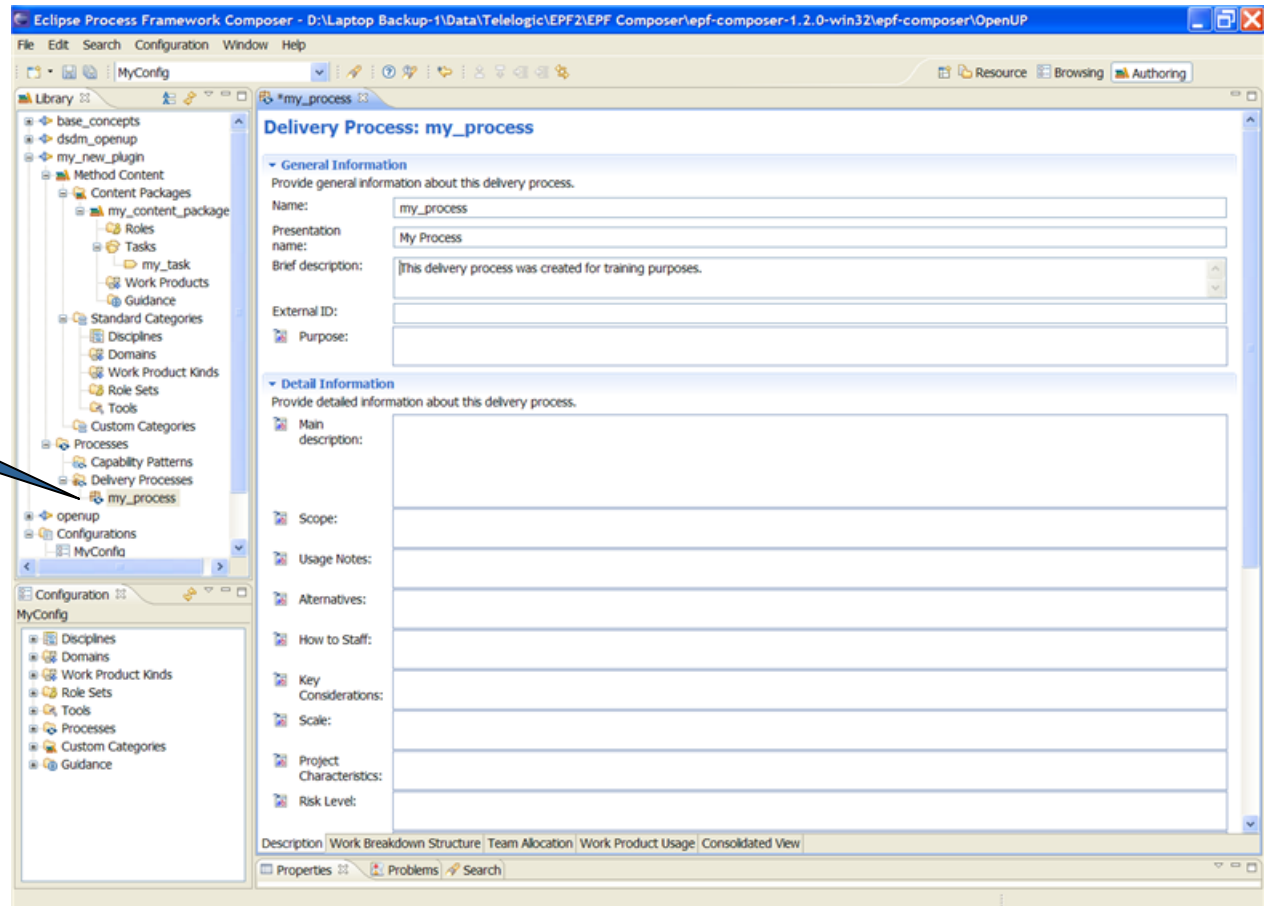 Eclipse Process Framework Composer - D:\Laptop Backup-1\Data\Telelogic\EPF2\EPF Composer\epf-composer-1.2.0-win32\epf-composer\OpenUP
File Edit Search Configuration Window Help
MyConfig
Resource Browsing Authoring
Library
base_concepts
dsdm_openup
my_new_plugin
Method Content
Content Packages
my_content_package
Roles
Tasks
my_task
Work Products
Guidance
Standard Categories
Disciplines
Domains
Work Product Kinds
Role Sets
Tools
Custom Categories
Processes
Capability Patterns
Delivery Processes
my_process
openup
Configurations
MyConfig
Configuration
MyConfig
Disciplines
Domains
Work Product Kinds
Role Sets
Tools
Processes
Custom Categories
Guidance
*my_process
Delivery Process: my_process
General Information
Provide general information about this delivery process.
Name: my_process
Presentation
name: My Process
Brief description: This delivery process was created for training purposes.
External ID:
Purpose:
Detail Information
Provide detailed information about this delivery process.
Main
description:
Scope:
Usage Notes:
Alternatives:
How to Staff:
Key
Considerations:
Scale:
Project
Characteristics:
Risk Level:
Description Work Breakdown Structure Team Allocation Work Product Usage Consolidated View
Properties Problems Search